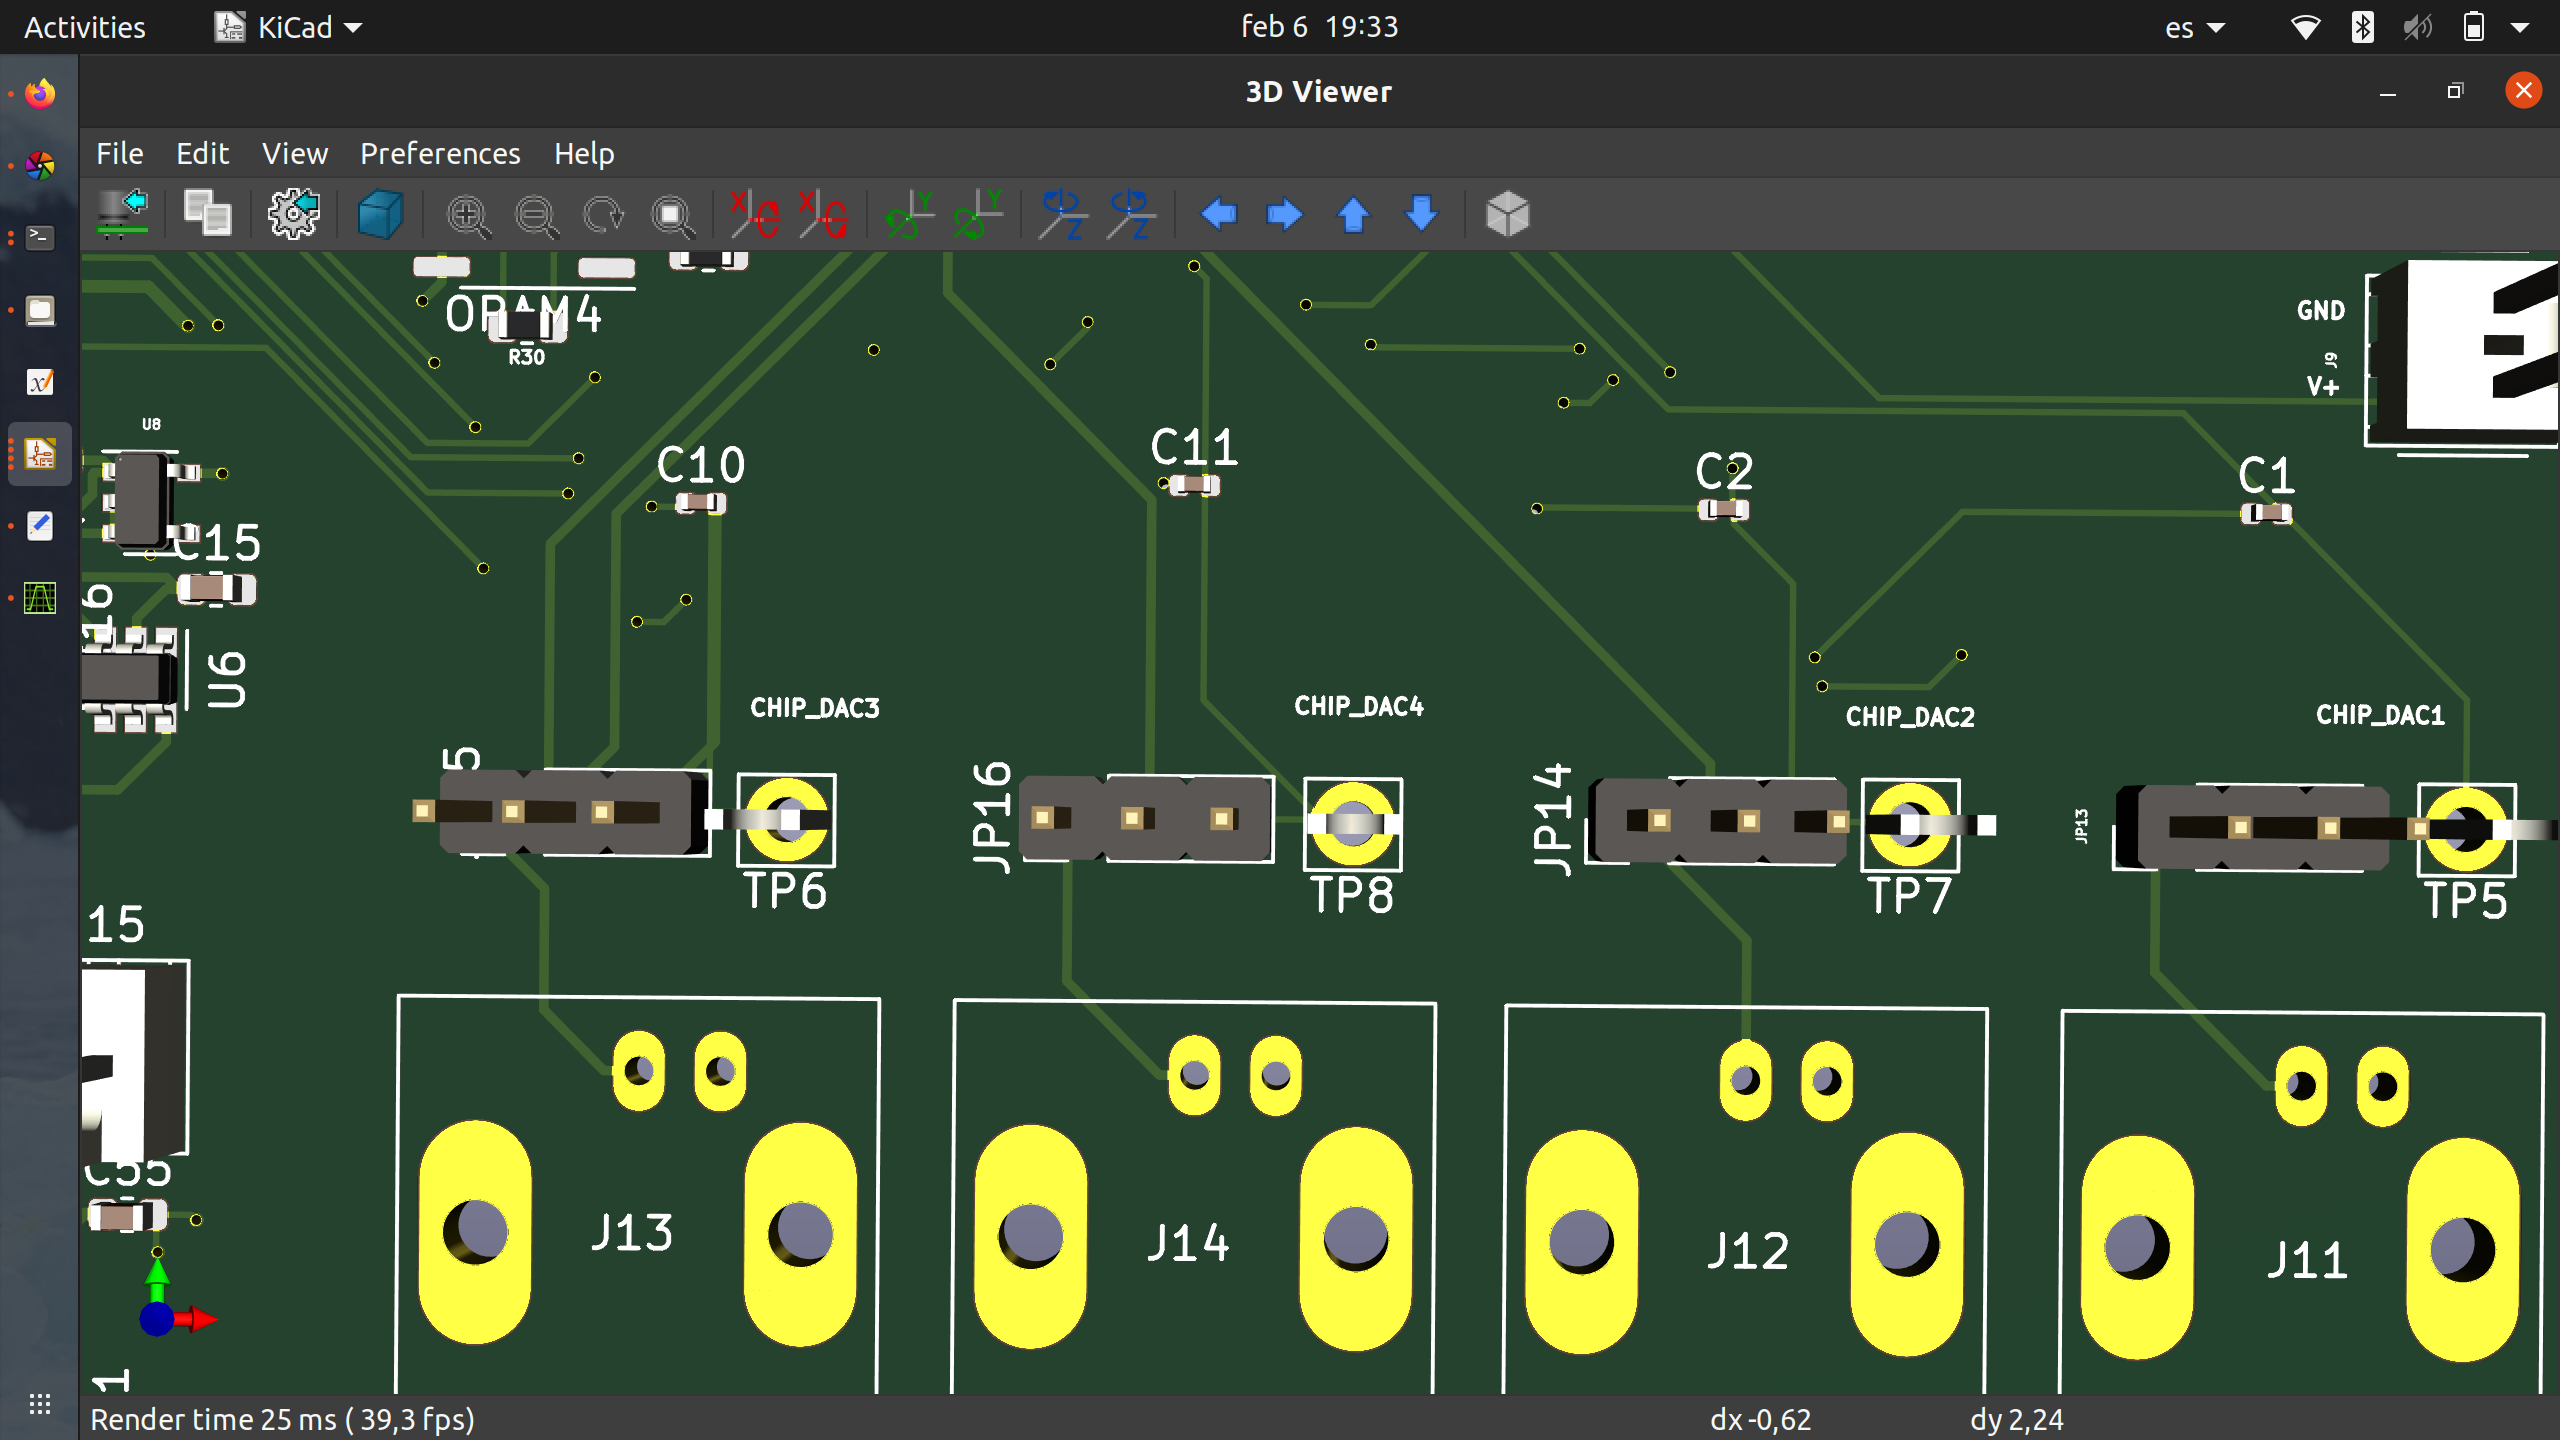 Activities KiCad feb 6 19:33 es
3D Viewer
File Edit View Preferences Help
OPAM4
R30
GND
J9
V+
U8
C10
C11
C2
C1
C15
16
U6
CHIP_DAC3
CHIP_DAC4
CHIP_DAC2
CHIP_DAC1
5
JP16
JP14
JP13
TP6
TP8
TP7
TP5
15
C55
J13
J14
J12
J11
1
Render time 25 ms ( 39,3 fps) dx -0,62 dy 2,24